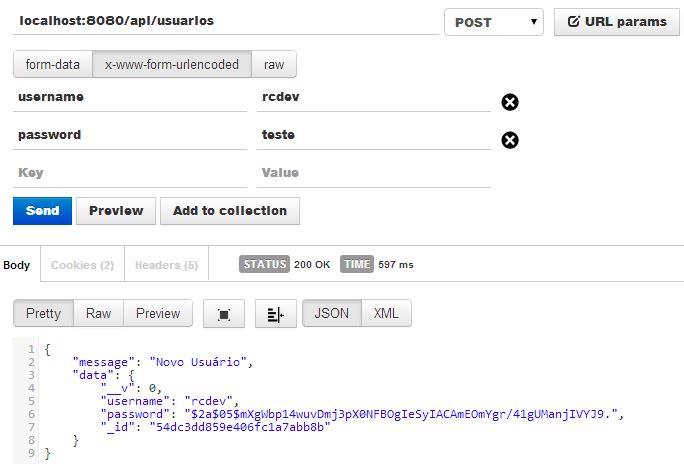 localhost:8080/api/usuarios POST URL params
form-data x-www-form-urlencoded raw
username rcdev
password teste
Key Value
Send Preview Add to collection
Body Cookies (2) Headers (5) STATUS 200 OK TIME 597 ms
Pretty Raw Preview JSON XML
1 {
2 "message": "Novo Usuário",
3 "data": {
4 "__v": 0,
5 "username": "rcdev",
6 "password": "$2a$05$mXgWbp14wuvDmj3pX0NFBOgIeSyIACAmEOmYgr/41gUManjIVYJ9.",
7 "_id": "54dc3dd859e406fc1a7abb8b"
8 }
9 }